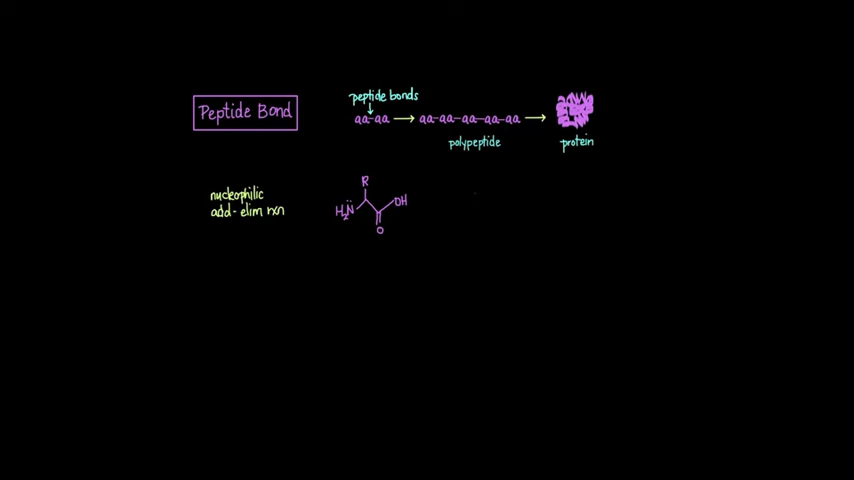 Peptide Bond
peptide bonds
aa-aa → aa-aa-aa-aa-aa →
polypeptide
protein
nucleophilic
add-elim rxn
R
H₂N̈
OH
O